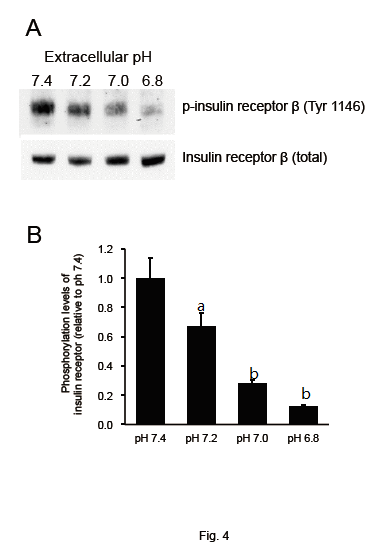 A
Extracellular pH
7.4 7.2 7.0 6.8
p-insulin receptor β (Tyr 1146)
Insulin receptor β (total)
B
Phosphorylation levels of
insulin receptor (relative to ph 7.4)
1.2
1.0
0.8
0.6
0.4
0.2
0.0
a
b
b
pH 7.4 pH 7.2 pH 7.0 pH 6.8
Fig. 4